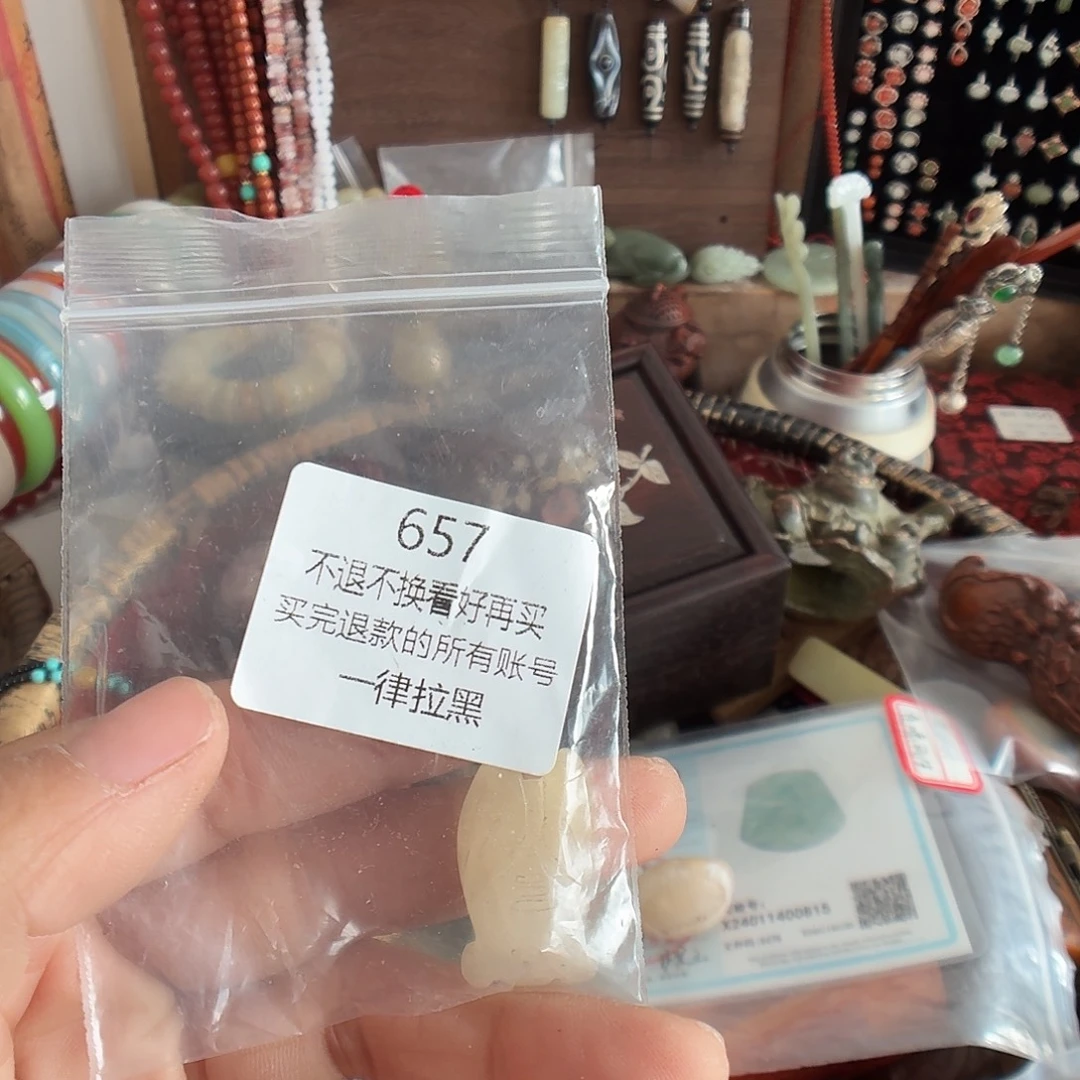 657
不退不换看好再买
买完退款的所有账号
一律拉黑
X24011400815